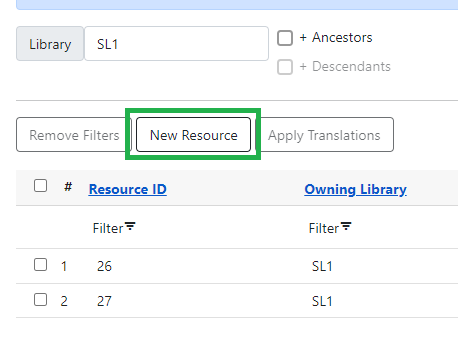 Library SL1 + Ancestors
+ Descendants
Remove Filters New Resource Apply Translations
# Resource ID Owning Library
Filter Filter
1 26 SL1
2 27 SL1